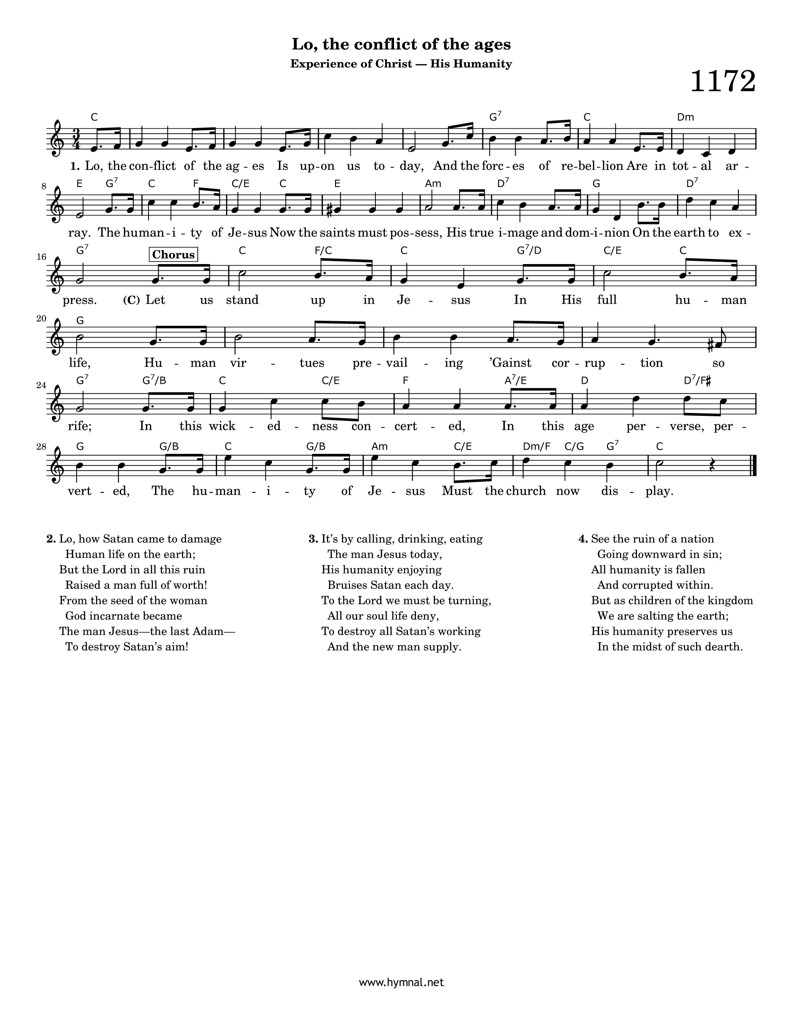 Lo, the conflict of the ages
Experience of Christ — His Humanity
1172
C G7 C Dm
3 4
1. Lo, the con-flict of the ag - es Is up-on us to-day, And the forc-es of re-bel-lion Are in tot - al ar -
8 E G7 C F C/E C E Am D7 G D7
ray. The human-i - ty of Je-sus Now the saints must pos-sess, His true i-mage and dom-i-nion On the earth to ex -
16 G7 Chorus C F/C C G7/D C/E C
press. (C) Let us stand up in Je - sus In His full hu - man
20 G
life, Hu - man vir - tues pre - vail - ing 'Gainst cor - rup - tion so
24 G7 G7/B C C/E F A7/E D D7/F#
rife; In this wick - ed - ness con - cert - ed, In this age per - verse, per -
28 G G/B C G/B Am C/E Dm/F C/G G7 C
vert - ed, The hu-man - i - ty of Je - sus Must the church now dis - play.
2. Lo, how Satan came to damage
Human life on the earth;
But the Lord in all this ruin
Raised a man full of worth!
From the seed of the woman
God incarnate became
The man Jesus—the last Adam—
To destroy Satan's aim!
3. It's by calling, drinking, eating
The man Jesus today,
His humanity enjoying
Bruises Satan each day.
To the Lord we must be turning,
All our soul life deny,
To destroy all Satan's working
And the new man supply.
4. See the ruin of a nation
Going downward in sin;
All humanity is fallen
And corrupted within.
But as children of the kingdom
We are salting the earth;
His humanity preserves us
In the midst of such dearth.
www.hymnal.net